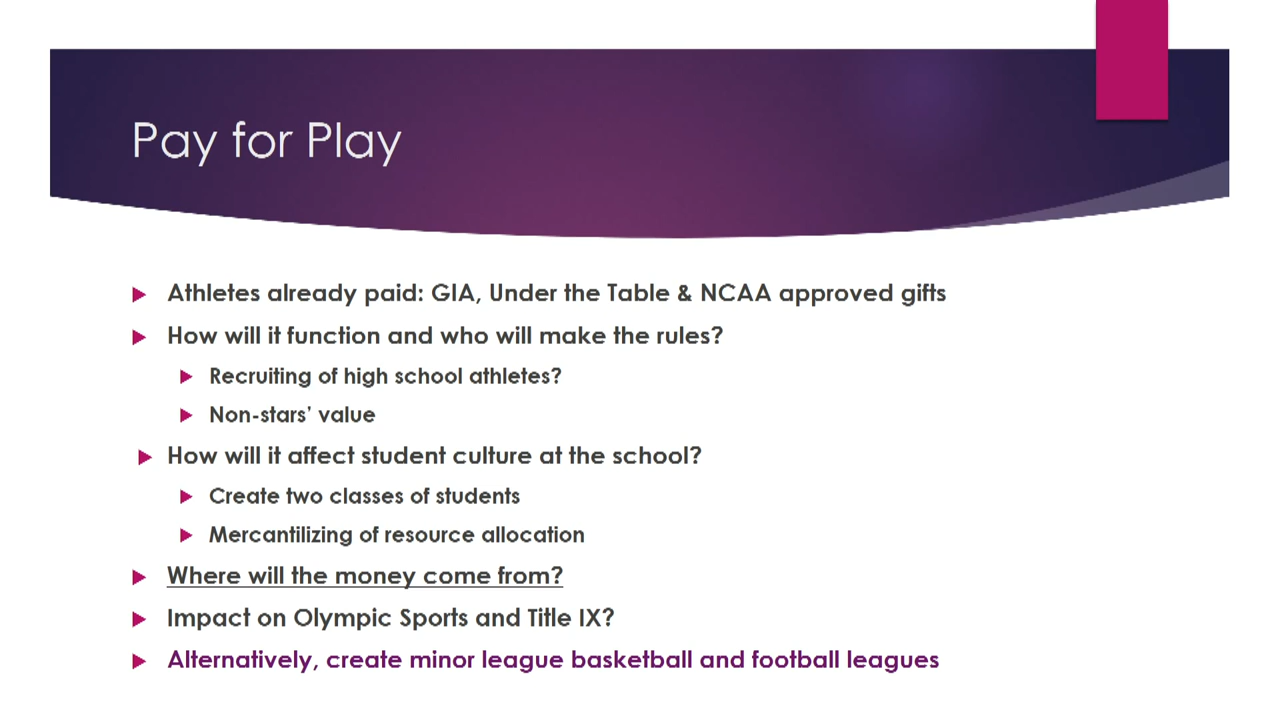 Pay for Play
Athletes already paid: GIA, Under the Table & NCAA approved gifts
How will it function and who will make the rules?
Recruiting of high school athletes?
Non-stars’ value
How will it affect student culture at the school?
Create two classes of students
Mercantilizing of resource allocation
Where will the money come from?
Impact on Olympic Sports and Title IX?
Alternatively, create minor league basketball and football leagues